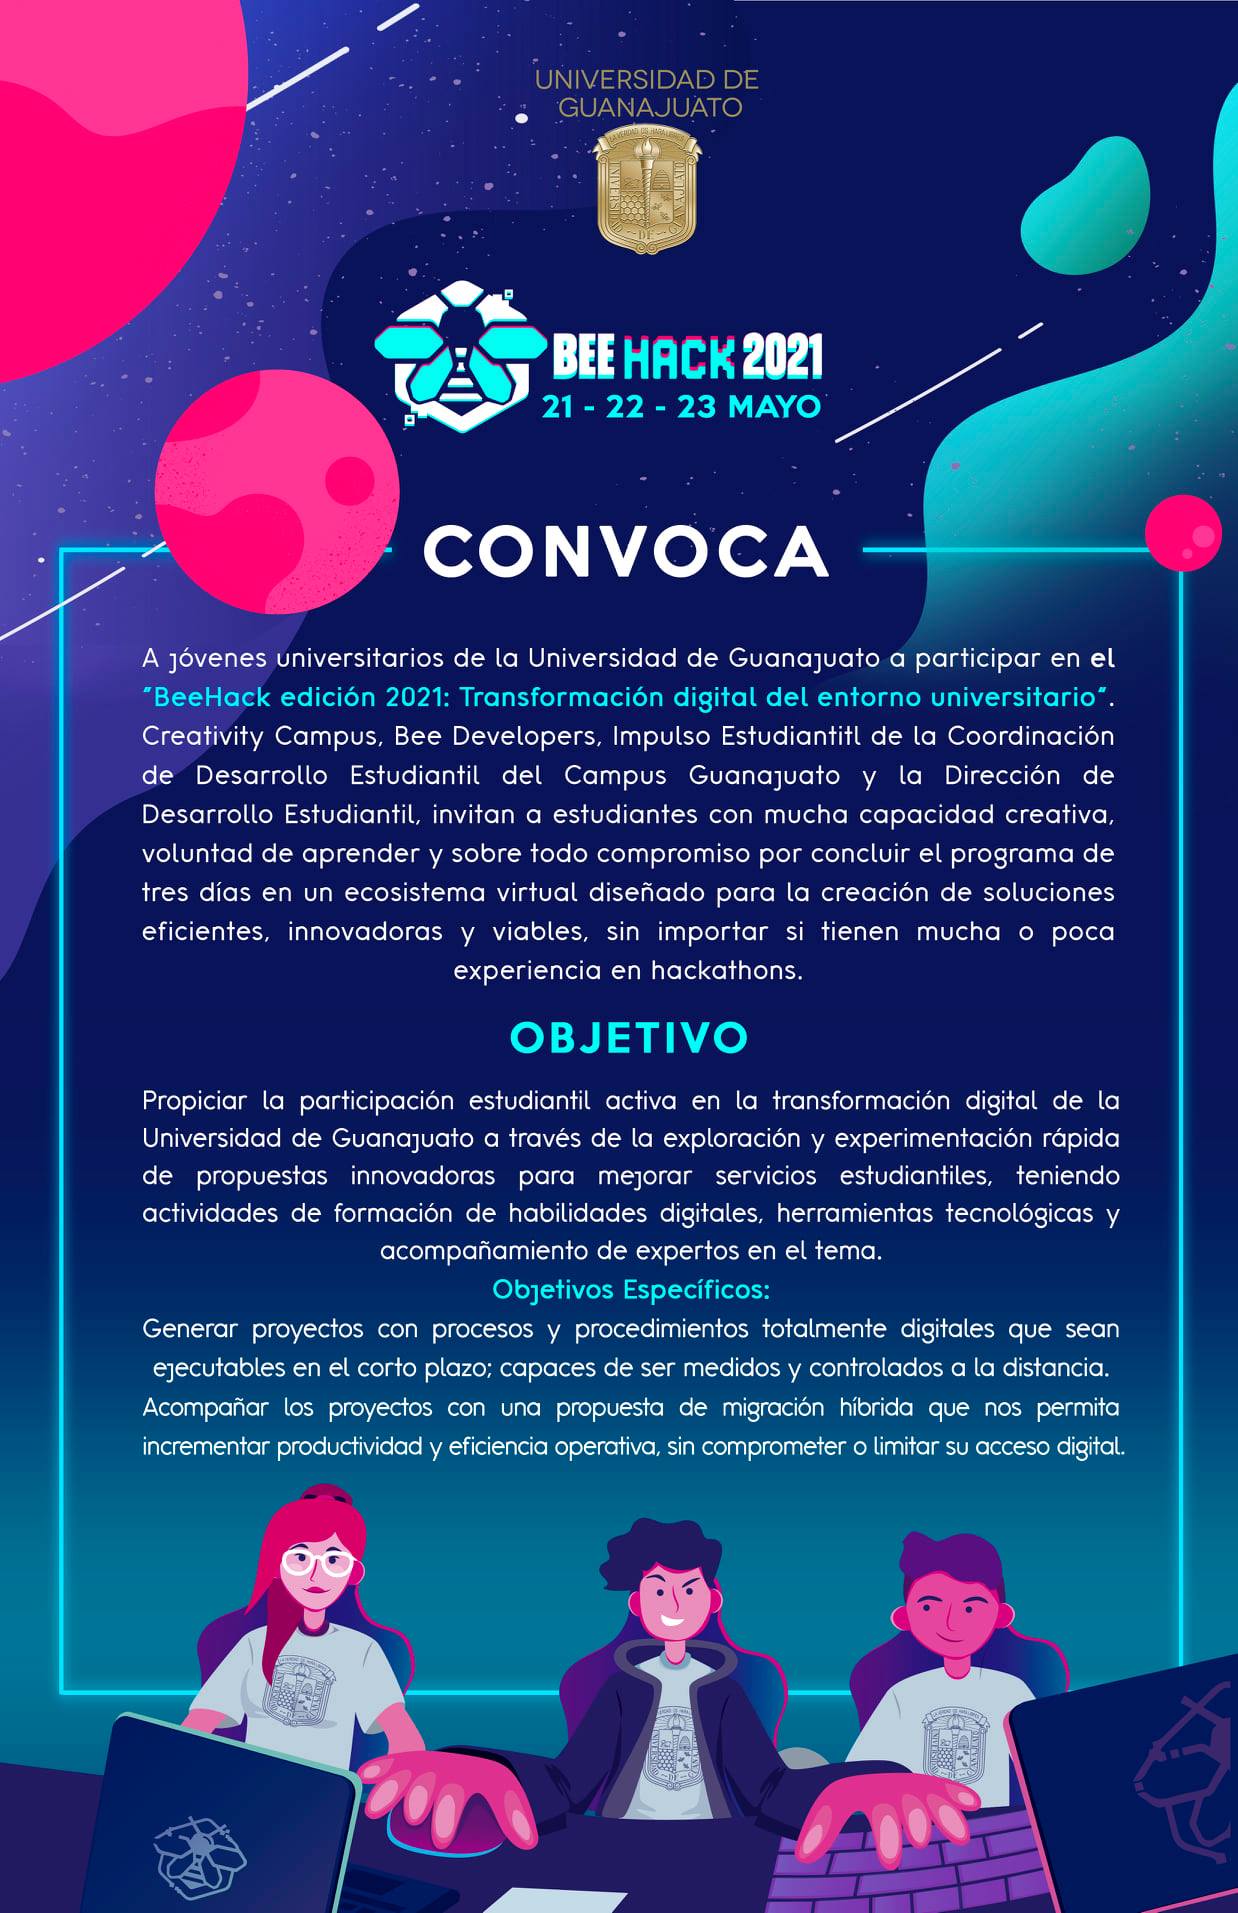 UNIVERSIDAD DE
GUANAJUATO
LA VERDAD OS HARA LIBRES
UNIVERSIDAD DE GUANAJUATO
BEE HACK 2021
21 - 22 - 23 MAYO
CONVOCA
A jóvenes universitarios de la Universidad de Guanajuato a participar en el
"BeeHack edición 2021: Transformación digital del entorno universitario".
Creativity Campus, Bee Developers, Impulso Estudiantitl de la Coordinación
de Desarrollo Estudiantil del Campus Guanajuato y la Dirección de
Desarrollo Estudiantil, invitan a estudiantes con mucha capacidad creativa,
voluntad de aprender y sobre todo compromiso por concluir el programa de
tres días en un ecosistema virtual diseñado para la creación de soluciones
eficientes, innovadoras y viables, sin importar si tienen mucha o poca
experiencia en hackathons.
OBJETIVO
Propiciar la participación estudiantil activa en la transformación digital de la
Universidad de Guanajuato a través de la exploración y experimentación rápida
de propuestas innovadoras para mejorar servicios estudiantiles, teniendo
actividades de formación de habilidades digitales, herramientas tecnológicas y
acompañamiento de expertos en el tema.
Objetivos Específicos:
Generar proyectos con procesos y procedimientos totalmente digitales que sean
ejecutables en el corto plazo; capaces de ser medidos y controlados a la distancia.
Acompañar los proyectos con una propuesta de migración híbrida que nos permita
incrementar productividad y eficiencia operativa, sin comprometer o limitar su acceso digital.